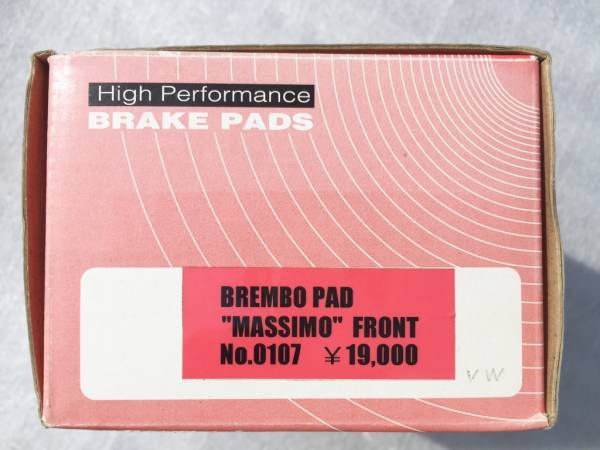 High Performance
BRAKE PADS
BREMBO PAD
"MASSIMO" FRONT
No.0107 ¥19,000
VW